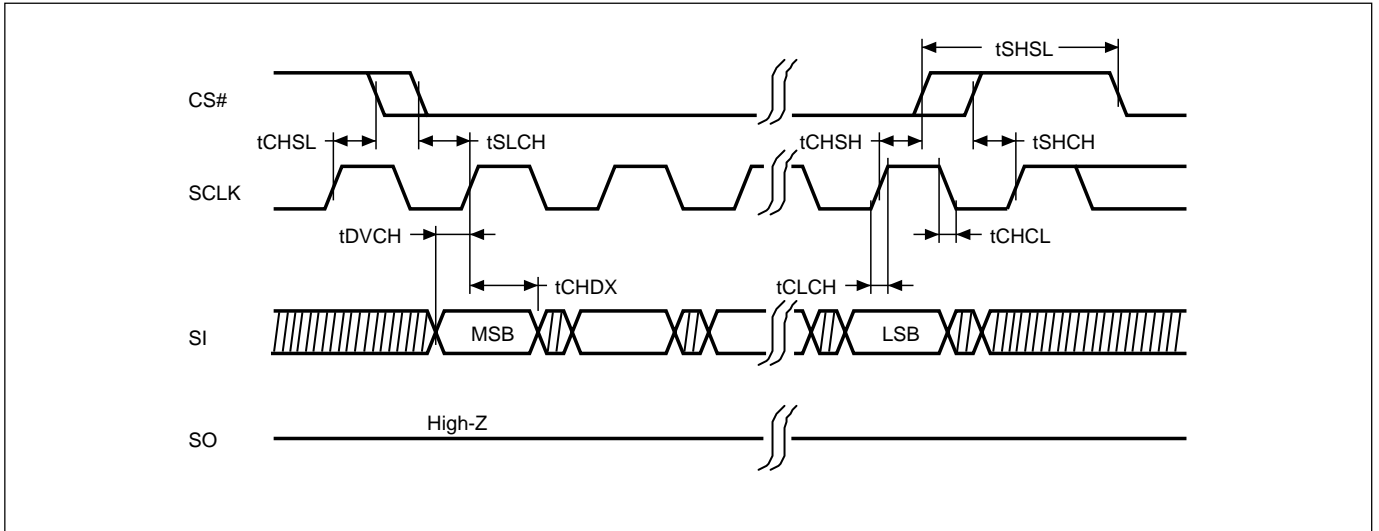 tSHSL
CS#
tCHSL
tSLCH
tCHSH
tSHCH
SCLK
tDVCH
tCHCL
tCHDX
tCLCH
SI
MSB
LSB
High-Z
SO